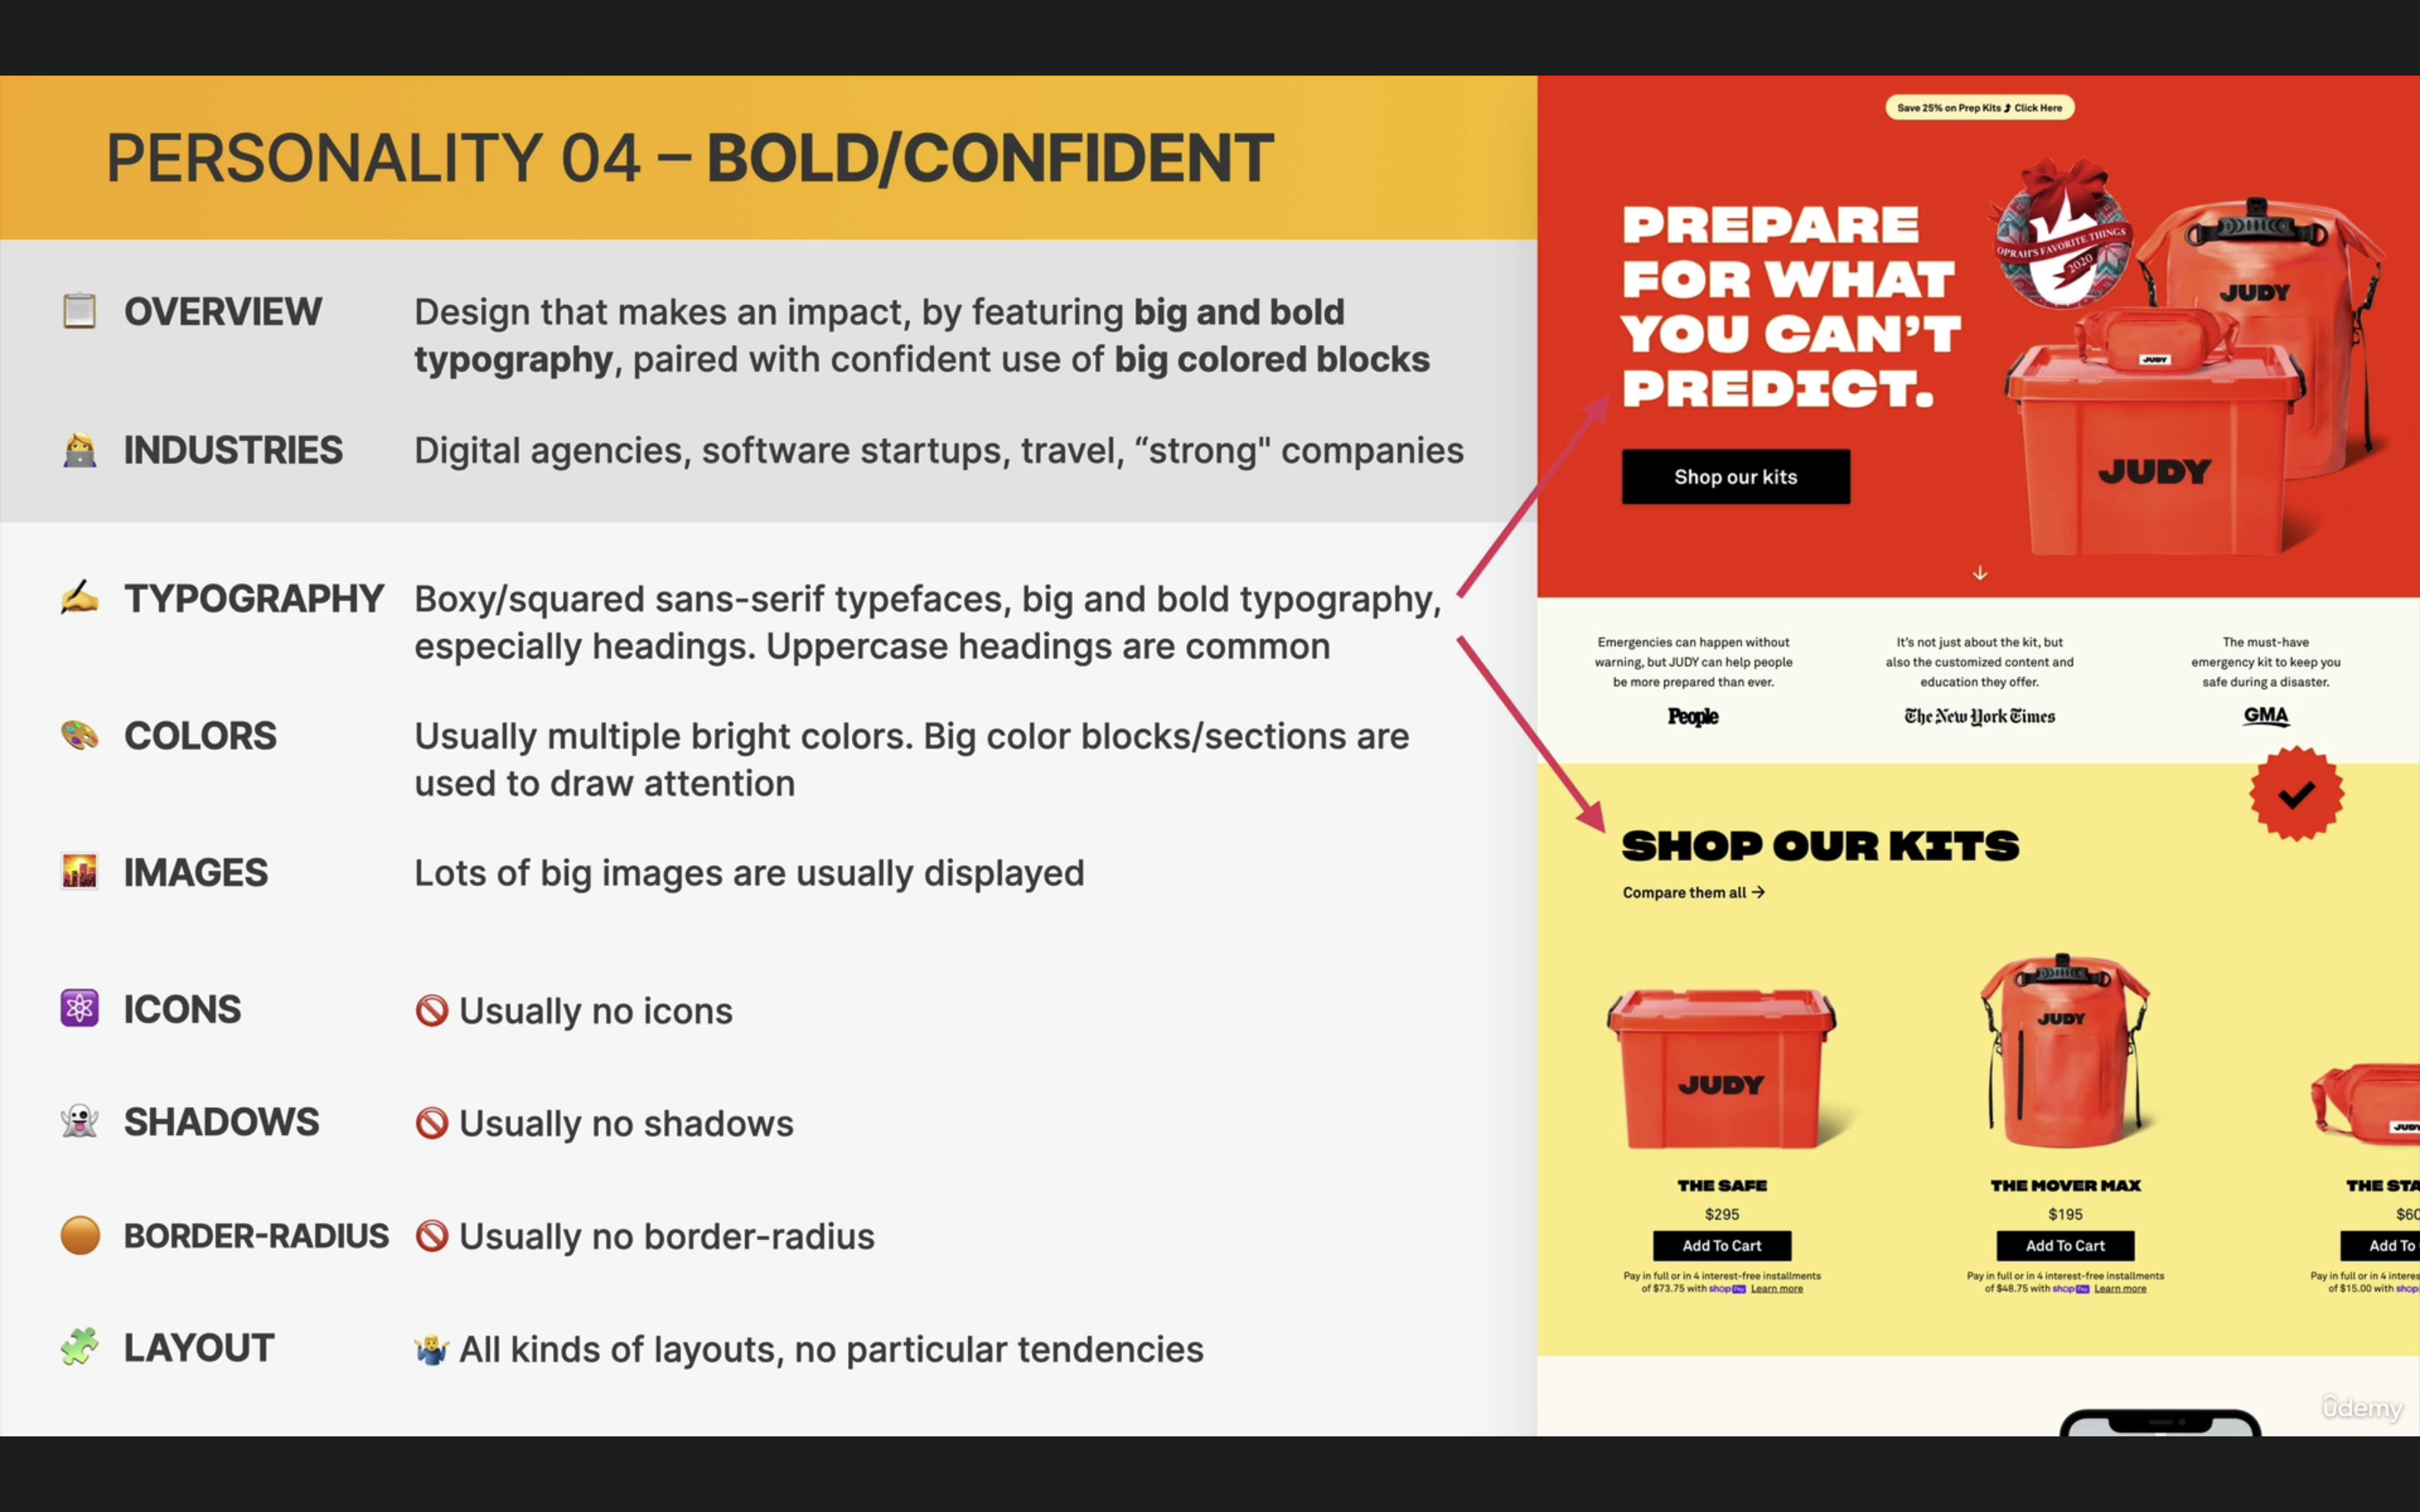 PERSONALITY 04 – BOLD/CONFIDENT
OVERVIEW
Design that makes an impact, by featuring big and bold
typography, paired with confident use of big colored blocks
INDUSTRIES
Digital agencies, software startups, travel, “strong" companies
TYPOGRAPHY
Boxy/squared sans-serif typefaces, big and bold typography,
especially headings. Uppercase headings are common
COLORS
Usually multiple bright colors. Big color blocks/sections are
used to draw attention
IMAGES
Lots of big images are usually displayed
ICONS
Usually no icons
SHADOWS
Usually no shadows
BORDER-RADIUS
Usually no border-radius
LAYOUT
All kinds of layouts, no particular tendencies
Save 25% on Prep Kits Click Here
PREPARE
FOR WHAT
YOU CAN’T
PREDICT.
Shop our kits
OPRAH'S FAVORITE THINGS
2020
JUDY
JUDY
JUDY
Emergencies can happen without
warning, but JUDY can help people
be more prepared than ever.
People
It’s not just about the kit, but
also the customized content and
education they offer.
The New York Times
The must-have
emergency kit to keep you
safe during a disaster.
GMA
SHOP OUR KITS
Compare them all →
JUDY
THE SAFE
$295
Add To Cart
Pay in full or in 4 interest-free installments
of $73.75 with shop Pay Learn more
JUDY
THE MOVER MAX
$195
Add To Cart
Pay in full or in 4 interest-free installments
of $48.75 with shop Pay Learn more
JUDY
THE STA
$60
Add To
Pay in full or in 4 interes
of $15.00 with shop
ûdemy